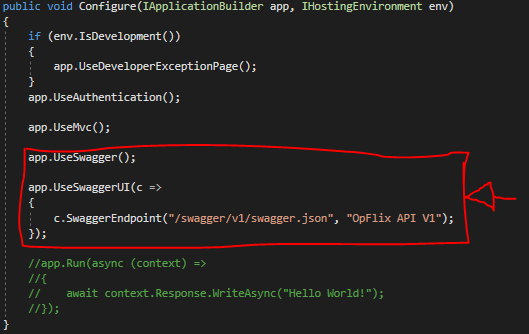 public void Configure(IApplicationBuilder app, IHostingEnvironment env)
{
if (env.IsDevelopment())
{
app.UseDeveloperExceptionPage();
}
app.UseAuthentication();
app.UseMvc();
app.UseSwagger();
app.UseSwaggerUI(c =>
{
c.SwaggerEndpoint("/swagger/v1/swagger.json", "OpFlix API V1");
});
//app.Run(async (context) =>
//{
//    await context.Response.WriteAsync("Hello World!");
//});
}